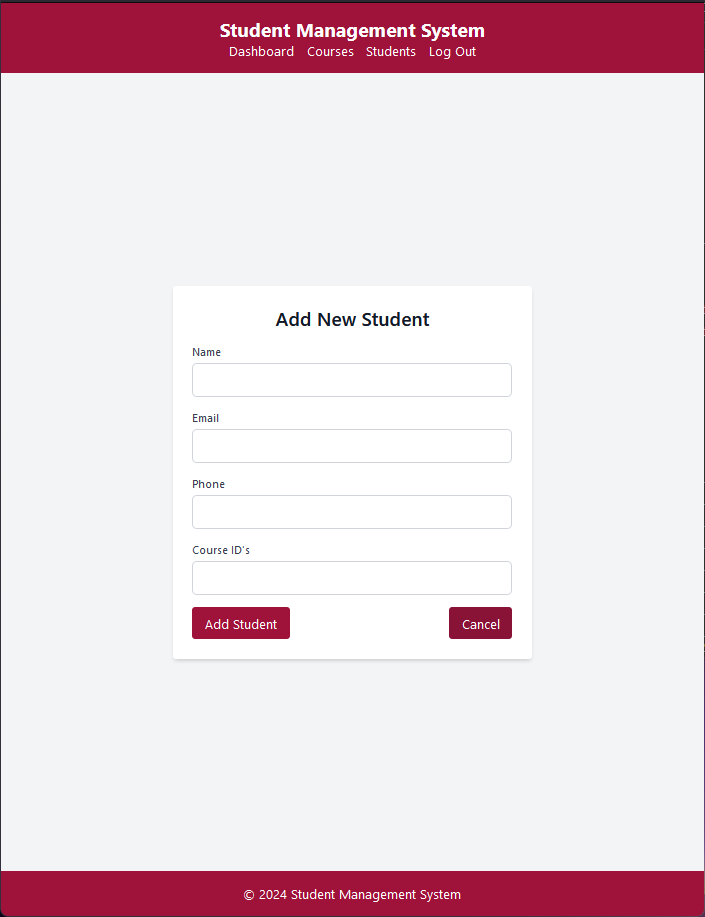 Student Management System
Dashboard Courses Students Log Out
Add New Student
Name
Email
Phone
Course ID's
Add Student Cancel
© 2024 Student Management System